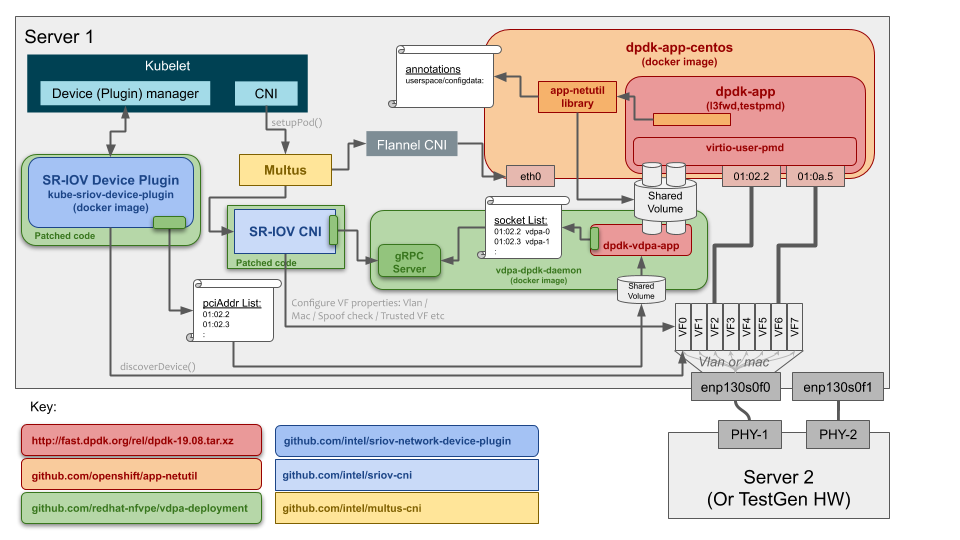 Server 1
Kubelet
Device (Plugin) manager
CNI
setupPod()
Multus
Flannel CNI
SR-IOV Device Plugin
kube-sriov-device-plugin
(docker image)
Patched code
SR-IOV CNI
Patched code
annotations
userspace/configdata:
dpdk-app-centos
(docker image)
app-netutil
library
dpdk-app
(l3fwd,testpmd)
virtio-user-pmd
eth0
01:02.2
01:0a.5
Shared
Volume
socket List:
01:02.2 vdpa-0
01:02.3 vdpa-1
:
dpdk-vdpa-app
gRPC
Server
vdpa-dpdk-daemon
(docker image)
Shared
Volume
pciAddr List:
01:02.2
01:02.3
:
Configure VF properties: Vlan /
Mac / Spoof check / Trusted VF etc
discoverDevice()
VF0
VF1
VF2
VF3
VF4
VF5
VF6
VF7
Vlan or mac
enp130s0f0
enp130s0f1
PHY-1
PHY-2
Server 2
(Or TestGen HW)
Key:
http://fast.dpdk.org/rel/dpdk-19.08.tar.xz
github.com/intel/sriov-network-device-plugin
github.com/openshift/app-netutil
github.com/intel/sriov-cni
github.com/redhat-nfvpe/vdpa-deployment
github.com/intel/multus-cni